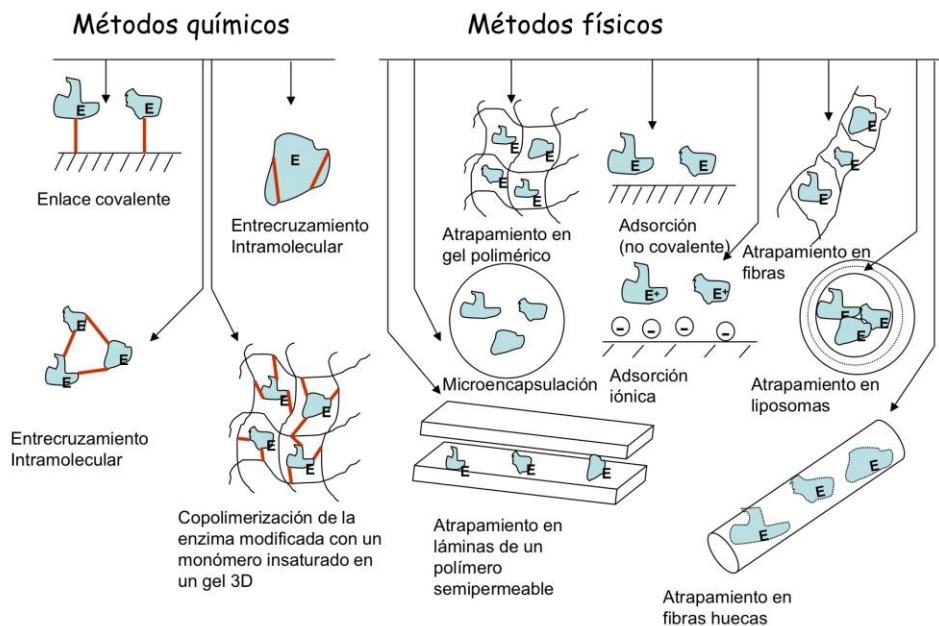 Métodos químicos
E
E
Enlace covalente
E
Entrecruzamiento
Intramolecular
E
E
E
Entrecruzamiento
Intramolecular
E
E
E
E
Copolimerización de la
enzima modificada con un
monómero insaturado en
un gel 3D
Métodos físicos
E
E
E
E
Atrapamiento en
gel polimérico
E
E
Adsorción
(no covalente)
E
E
E
Atrapamiento en
fibras
E
E
E
Microencapsulación
E+
E+
- - - -
Adsorción
iónica
E
E
E
Atrapamiento en
liposomas
E
E
E
Atrapamiento en
láminas de un
polímero
semipermeable
E
E
E
Atrapamiento en
fibras huecas